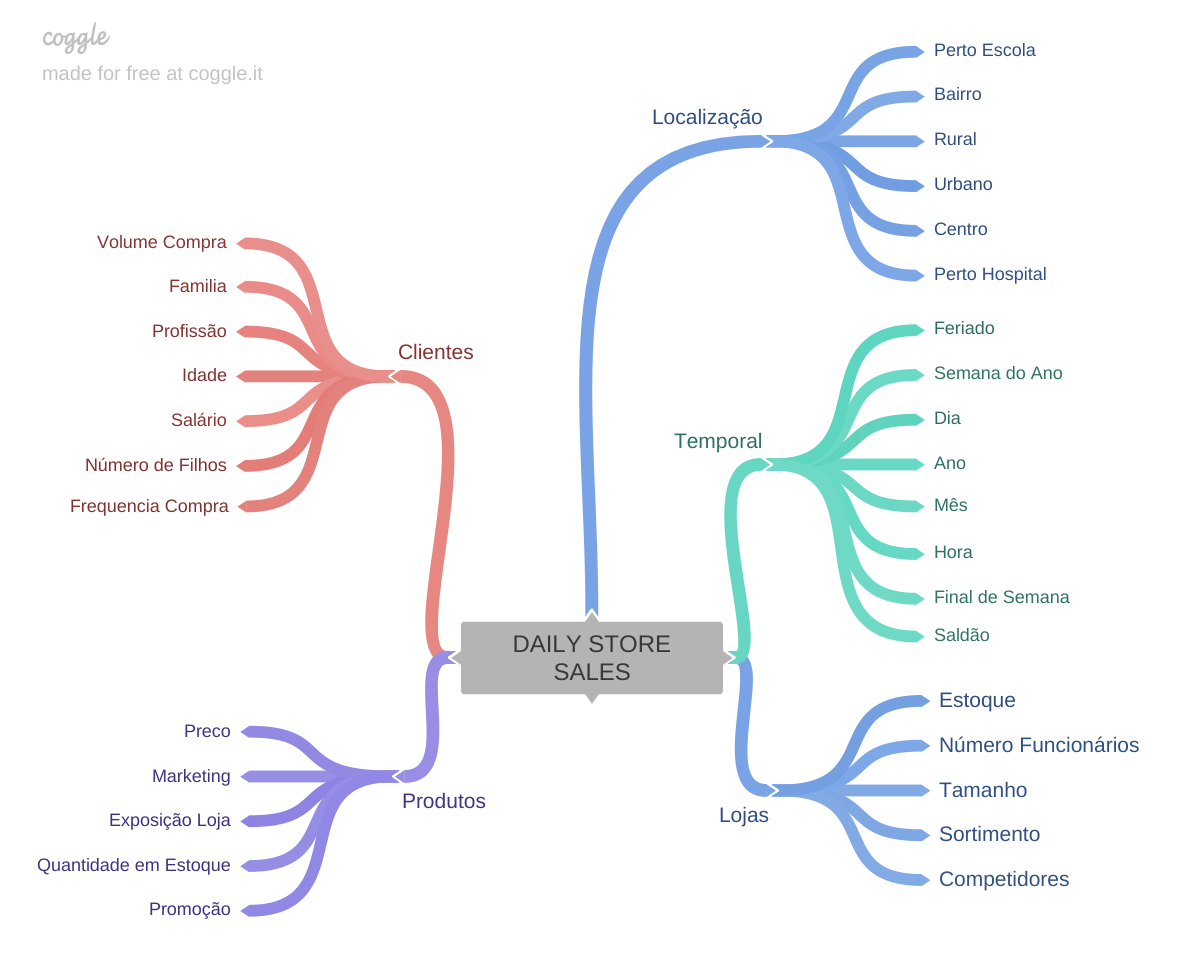 coggle
made for free at coggle.it
Localização
Perto Escola
Bairro
Rural
Urbano
Centro
Perto Hospital
Clientes
Volume Compra
Familia
Profissão
Idade
Salário
Número de Filhos
Frequencia Compra
Temporal
Feriado
Semana do Ano
Dia
Ano
Mês
Hora
Final de Semana
Saldão
DAILY STORE
SALES
Produtos
Preco
Marketing
Exposição Loja
Quantidade em Estoque
Promoção
Lojas
Estoque
Número Funcionários
Tamanho
Sortimento
Competidores